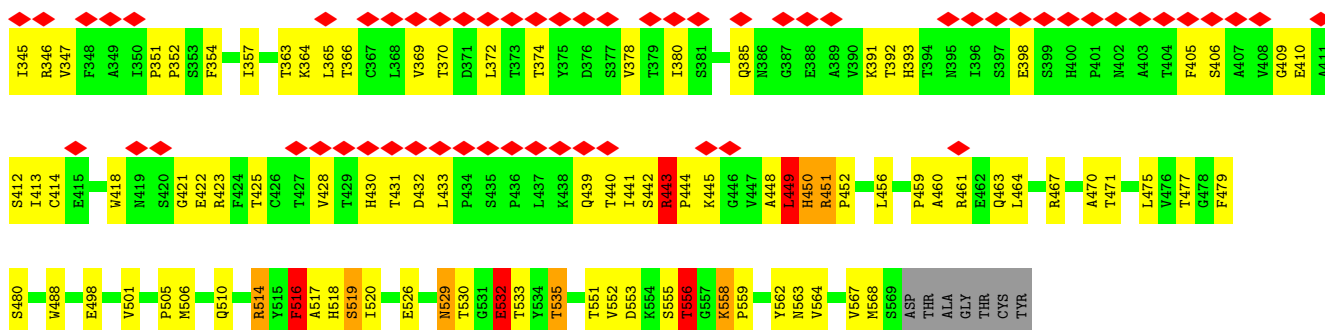 I345 R346 V347 F348 A349 I350 P351 P352 S353 F354 I357 T363 K364 L365 T366 C367 L368 V369 T370 D371 L372 T373 T374 Y375 D376 S377 V378 T379 I380 S381 Q385 N386 G387 E388 A389 V390 K391 T392 H393 T394 N395 I396 S397 E398 S399 H400 P401 N402 A403 T404 F405 S406 A407 V408 G409 E410 A411
S412 I413 C414 E415 W418 N419 S420 G421 E422 R423 F424 T425 C426 T427 V428 T429 H430 T431 D432 L433 P434 S435 P436 L437 K438 Q439 T440 I441 S442 R443 P444 K445 G446 V447 A448 L449 H450 R451 P452 L456 P459 A460 R461 E462 Q463 L464 R467 A470 T471 L475 V476 T477 G478 F479
S480 W488 E498 V501 P505 M506 Q510 R514 Y515 F516 A517 H518 S519 I520 E526 N529 T530 G531 E532 T533 Y534 T535 T551 V552 D553 K554 S555 T556 G557 K558 P559 Y562 N563 V564 V567 M568 S569 ASP THR ALA GLY THR CYS TYR